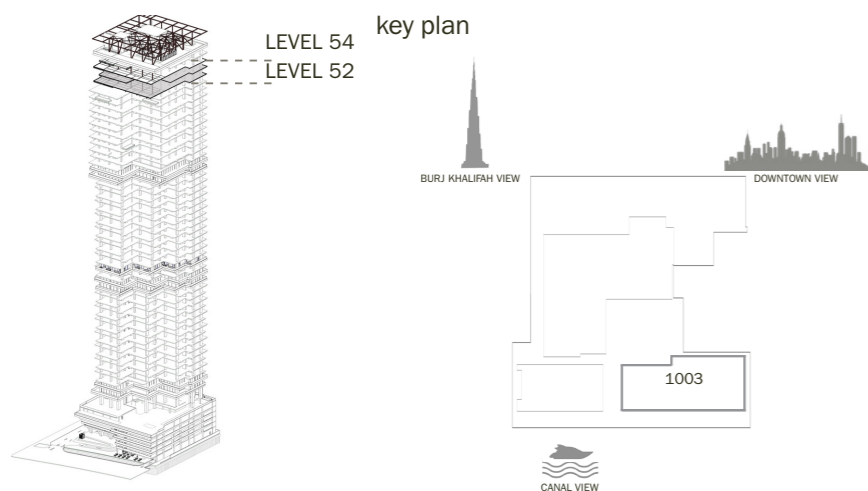 key plan
LEVEL 54
LEVEL 52
BURJ KHALIFAH VIEW
DOWNTOWN VIEW
1003
CANAL VIEW